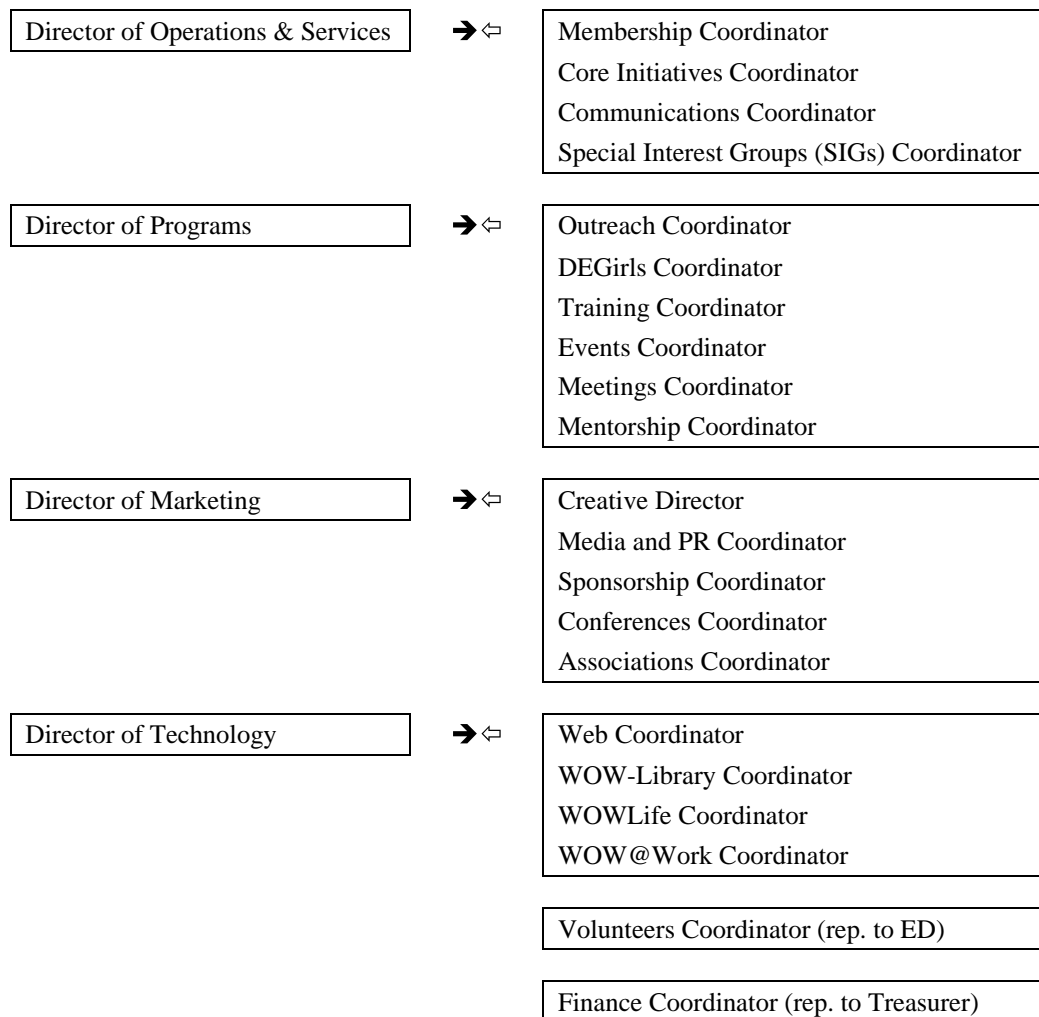 Director of Operations & Services ➔ ⇦ Membership Coordinator
Core Initiatives Coordinator
Communications Coordinator
Special Interest Groups (SIGs) Coordinator
Director of Programs ➔ ⇦ Outreach Coordinator
DEGirls Coordinator
Training Coordinator
Events Coordinator
Meetings Coordinator
Mentorship Coordinator
Director of Marketing ➔ ⇦ Creative Director
Media and PR Coordinator
Sponsorship Coordinator
Conferences Coordinator
Associations Coordinator
Director of Technology ➔ ⇦ Web Coordinator
WOW-Library Coordinator
WOWLife Coordinator
WOW@Work Coordinator
Volunteers Coordinator (rep. to ED)
Finance Coordinator (rep. to Treasurer)